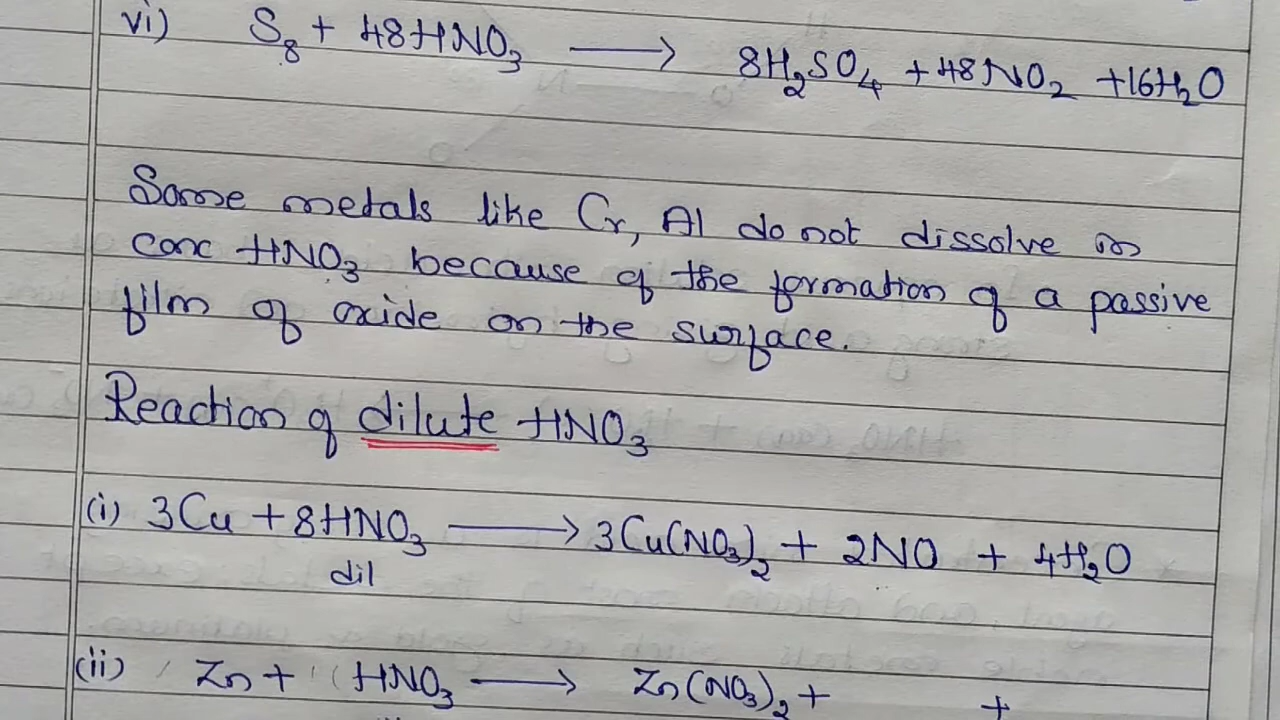 vi) S₈ + 48HNO₃ ⟶ 8H₂SO₄ + 48NO₂ + 16H₂O
Some metals like Cr, Al do not dissolve in
conc HNO₃ because of the formation of a passive
film of oxide on the surface.
Reaction of dilute HNO₃
(i) 3Cu + 8HNO₃ ⟶ 3Cu(NO₃)₂ + 2NO + 4H₂O
dil
(ii) Zn + HNO₃ ⟶ Zn(NO₃)₂ + +